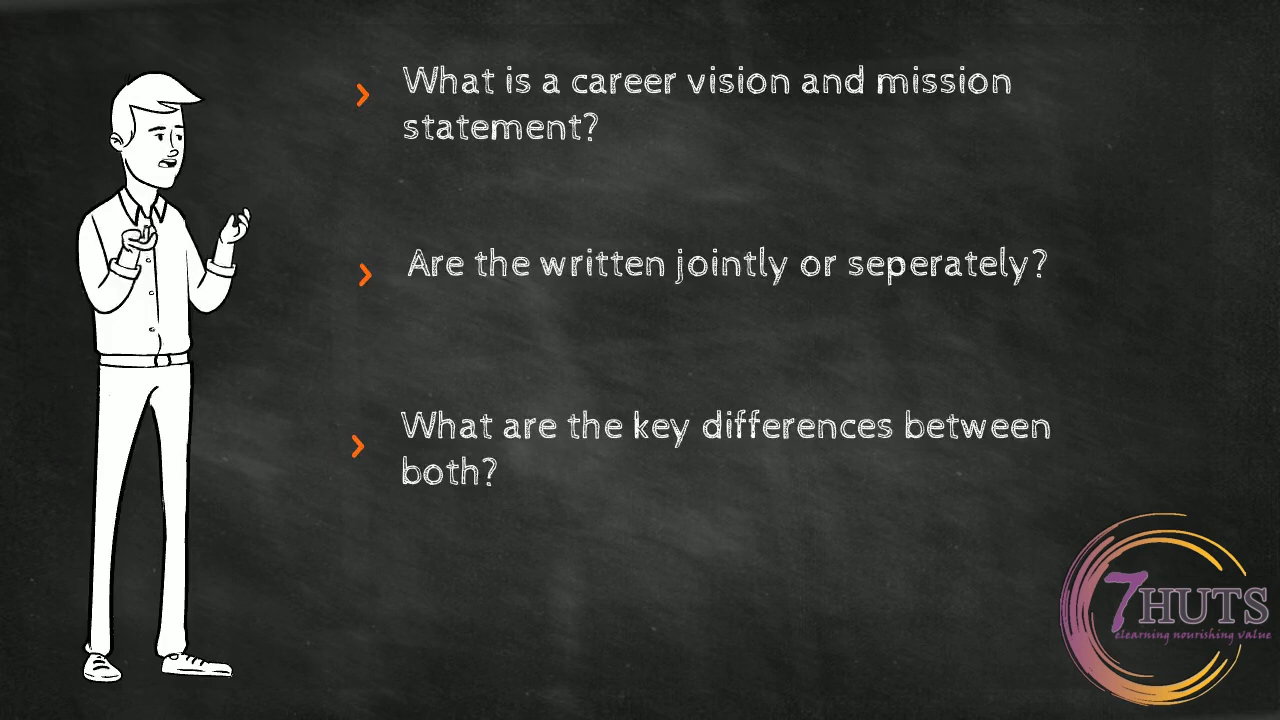 What is a career vision and mission
statement?
Are the written jointly or seperately?
What are the key differences between
both?
7HUTS
elearning nourishing value